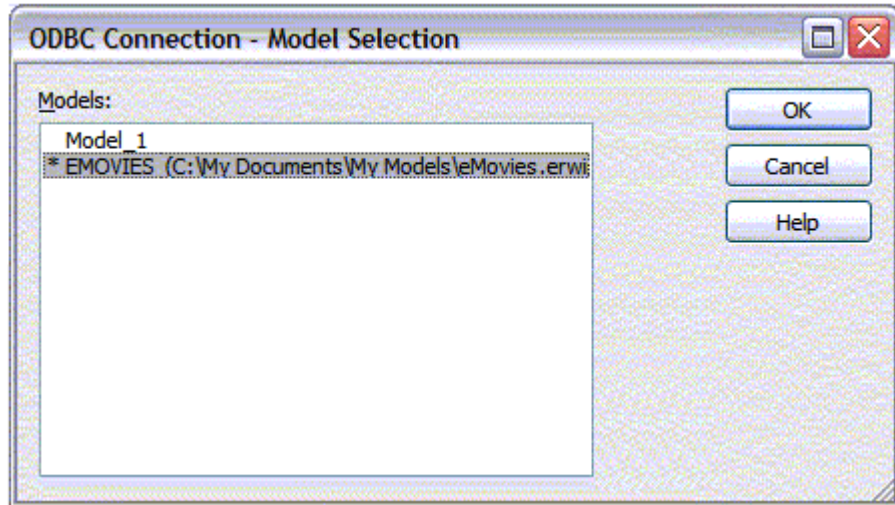 ODBC Connection - Model Selection
Models:
Model_1
* EMOVIES (C:\My Documents\My Models\eMovies.erwi
OK
Cancel
Help